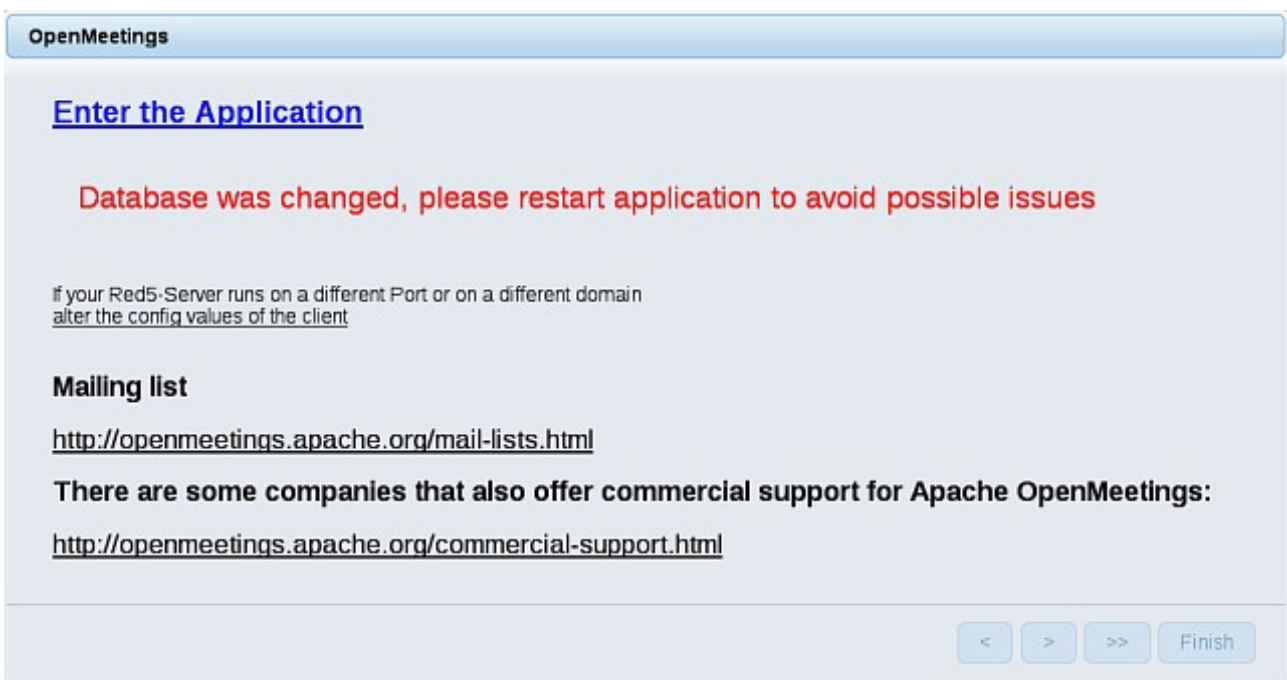 OpenMeetings
Enter the Application
Database was changed, please restart application to avoid possible issues
If your Red5-Server runs on a different Port or on a different domain
alter the config values of the client
Mailing list
http://openmeetings.apache.org/mail-lists.html
There are some companies that also offer commercial support for Apache OpenMeetings:
http://openmeetings.apache.org/commercial-support.html
< > >> Finish